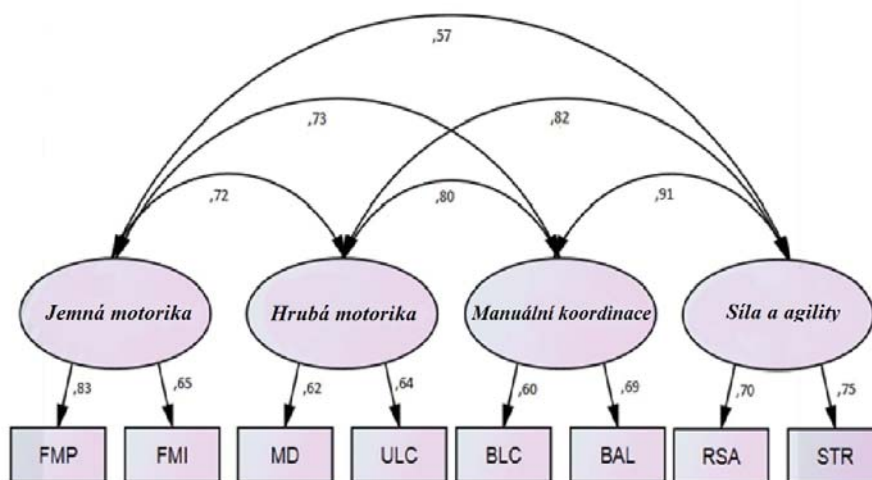 ,57
,73
,82
,72
,80
,91
Jemná motorika
Hrubá motorika
Manuální koordinace
Síla a agility
,83
,65
,62
,64
,60
,69
,70
,75
FMP
FMI
MD
ULC
BLC
BAL
RSA
STR